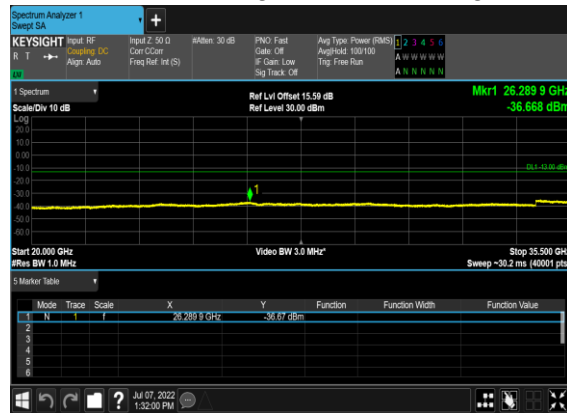 Spectrum Analyzer 1
Swept SA
+
KEYSIGHT Input: RF Input Z: 50 Ω #Atten: 30 dB PNO: Fast Avg Type: Power (RMS) 1 2 3 4 5 6
R T Coupling: DC Corr CCorr Gate: Off Avg|Hold: 100/100 A W W W W W
Align: Auto Freq Ref: Int (S) IF Gain: Low Trig: Free Run
Sig Track: Off A N N N N N
1 Spectrum Ref Lvl Offset 15.59 dB Mkr1 26.289 9 GHz
Scale/Div 10 dB Ref Level 30.00 dBm -36.668 dBm
Log
20.0
10.0
0.00
-10.0 DL1 -13.00 dBm
-20.0
-30.0 1
-40.0
-50.0
-60.0
Start 20.000 GHz Video BW 3.0 MHz* Stop 35.500 GHz
#Res BW 1.0 MHz Sweep ~30.2 ms (40001 pts)
5 Marker Table
Mode Trace Scale X Y Function Function Width Function Value
1 N 1 f 26.289 9 GHz -36.67 dBm
2
3
4
5
6
? Jul 07, 2022
1:32:00 PM